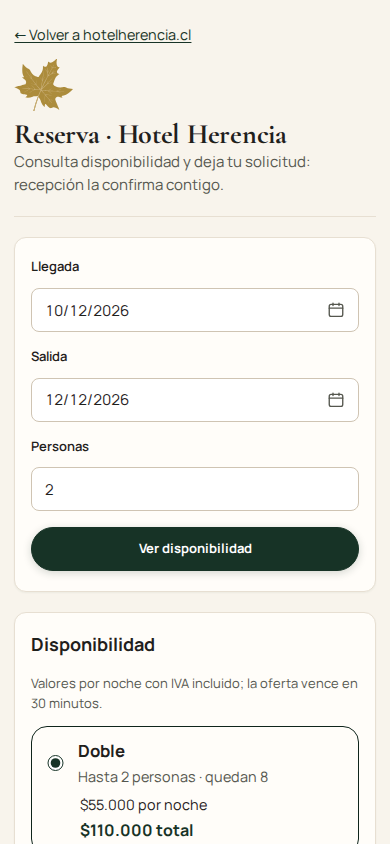 ← Volver a hotelherencia.cl
Reserva · Hotel Herencia
Consulta disponibilidad y deja tu solicitud:
recepción la confirma contigo.
Llegada
10/12/2026
Salida
12/12/2026
Personas
2
Ver disponibilidad
Disponibilidad
Valores por noche con IVA incluido; la oferta vence en
30 minutos.
Doble
Hasta 2 personas · quedan 8
$55.000 por noche
$110.000 total